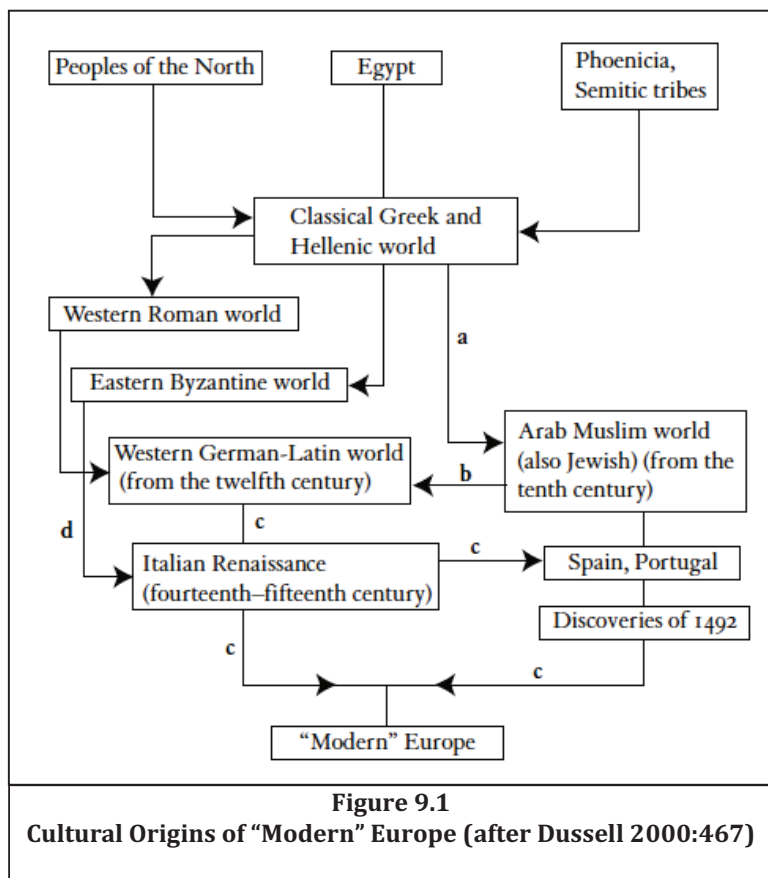 Peoples of the North
Egypt
Phoenicia,
Semitic tribes
Classical Greek and
Hellenic world
Western Roman world
a
Eastern Byzantine world
Western German-Latin world
(from the twelfth century)
b
Arab Muslim world
(also Jewish) (from the
tenth century)
d
c
Italian Renaissance
(fourteenth–fifteenth century)
c
Spain, Portugal
Discoveries of 1492
c
c
“Modern” Europe
Figure 9.1
Cultural Origins of “Modern” Europe (after Dussell 2000:467)